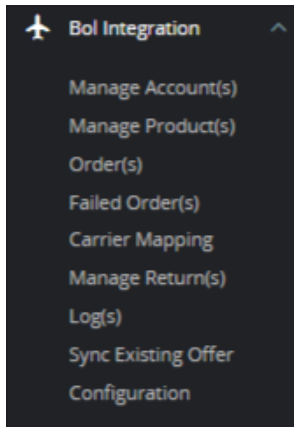 Bol Integration
Manage Account(s)
Manage Product(s)
Order(s)
Failed Order(s)
Carrier Mapping
Manage Return(s)
Log(s)
Sync Existing Offer
Configuration